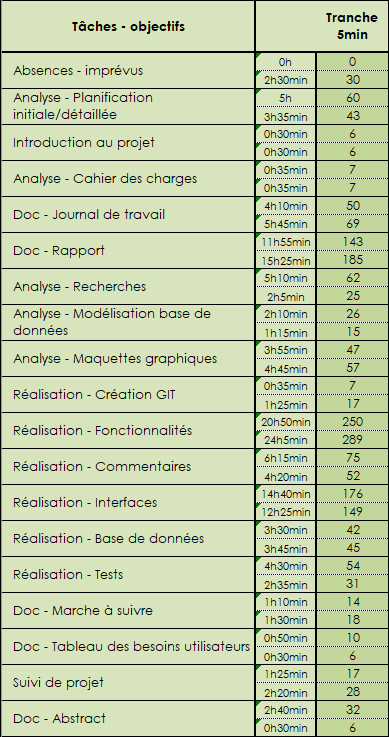 Tâches - objectifs Tranche
5min
Absences - imprévus 0h 0
2h30min 30
Analyse - Planification 5h 60
initiale/détaillée 3h35min 43
Introduction au projet 0h30min 6
0h30min 6
Analyse - Cahier des charges 0h35min 7
0h35min 7
Doc - Journal de travail 4h10min 50
5h45min 69
Doc - Rapport 11h55min 143
15h25min 185
Analyse - Recherches 5h10min 62
2h5min 25
Analyse - Modélisation base de 2h10min 26
données 1h15min 15
Analyse - Maquettes graphiques 3h55min 47
4h45min 57
Réalisation - Création GIT 0h35min 7
1h25min 17
Réalisation - Fonctionnalités 20h50min 250
24h5min 289
Réalisation - Commentaires 6h15min 75
4h20min 52
Réalisation - Interfaces 14h40min 176
12h25min 149
Réalisation - Base de données 3h30min 42
3h45min 45
Réalisation - Tests 4h30min 54
2h35min 31
Doc - Marche à suivre 1h10min 14
1h30min 18
Doc - Tableau des besoins utilisateurs 0h50min 10
0h30min 6
Suivi de projet 1h25min 17
2h20min 28
Doc - Abstract 2h40min 32
0h30min 6